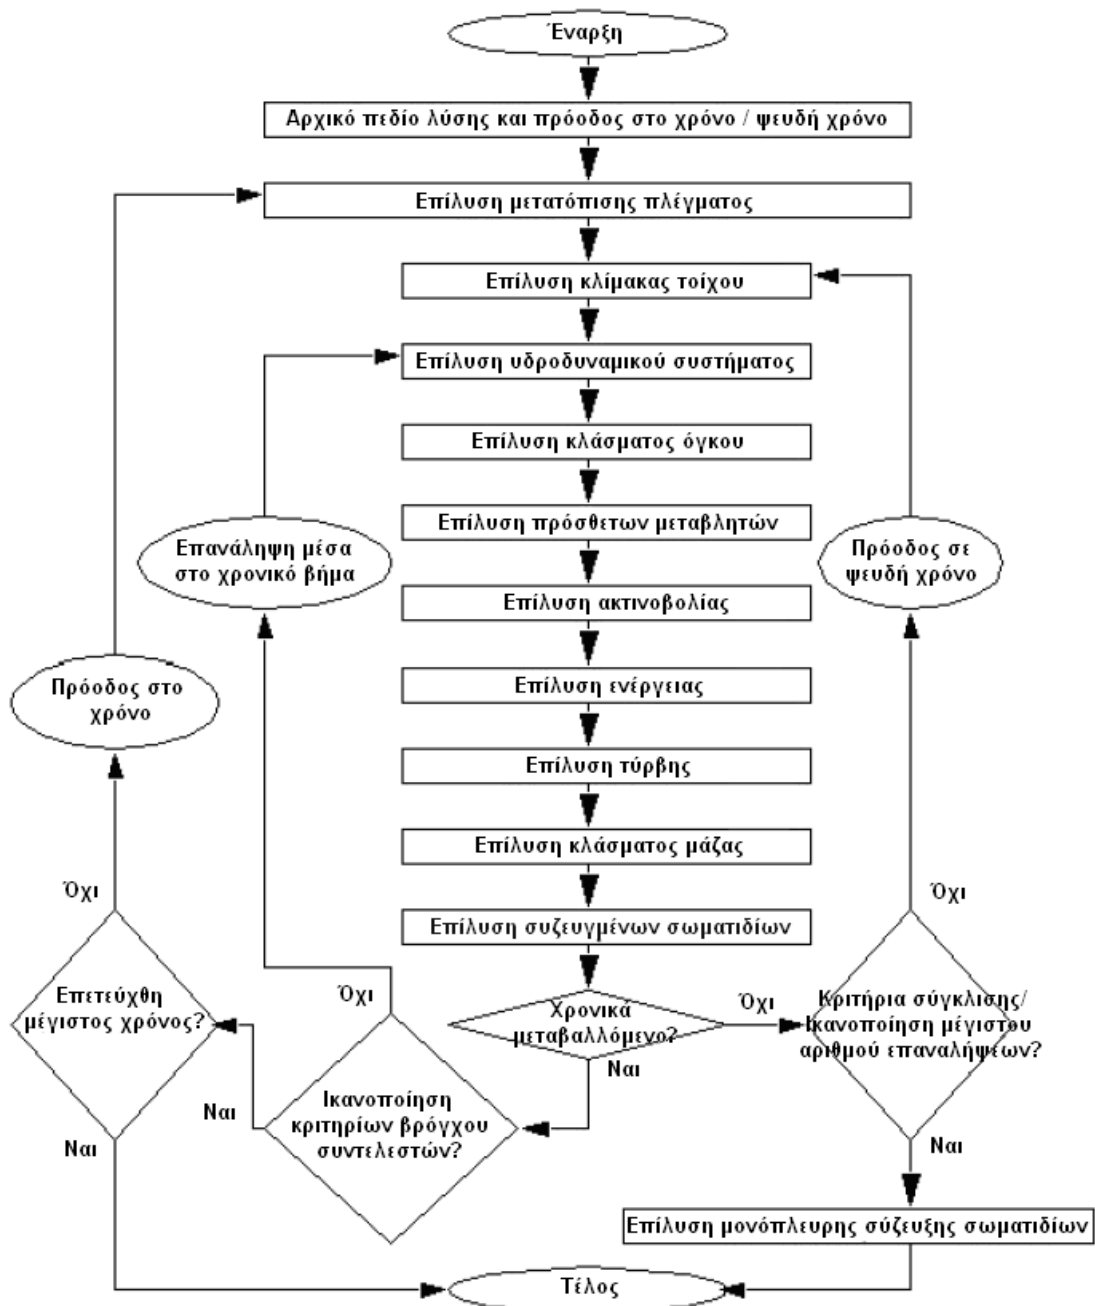 Έναρξη
Αρχικό πεδίο λύσης και πρόοδος στο χρόνο / ψευδή χρόνο
Επίλυση μετατόπισης πλέγματος
Επίλυση κλίμακας τοίχου
Επίλυση υδροδυναμικού συστήματος
Επίλυση κλάσματος όγκου
Επίλυση πρόσθετων μεταβλητών
Επανάληψη μέσα
στο χρονικό βήμα
Πρόοδος σε
ψευδή χρόνο
Επίλυση ακτινοβολίας
Επίλυση ενέργειας
Πρόοδος στο
χρόνο
Επίλυση τύρβης
Επίλυση κλάσματος μάζας
Όχι
Όχι
Επίλυση συζευγμένων σωματιδίων
Επετεύχθη
μέγιστος χρόνος?
Όχι
Χρονικά
μεταβαλλόμενο?
Όχι
Κριτήρια σύγκλισης/
Ικανοποίηση μέγιστου
αριθμού επαναλήψεων?
Ναι
Ικανοποίηση
κριτηρίων βρόγχου
συντελεστών?
Ναι
Ναι
Ναι
Επίλυση μονόπλευρης σύζευξης σωματιδίων
Τέλος